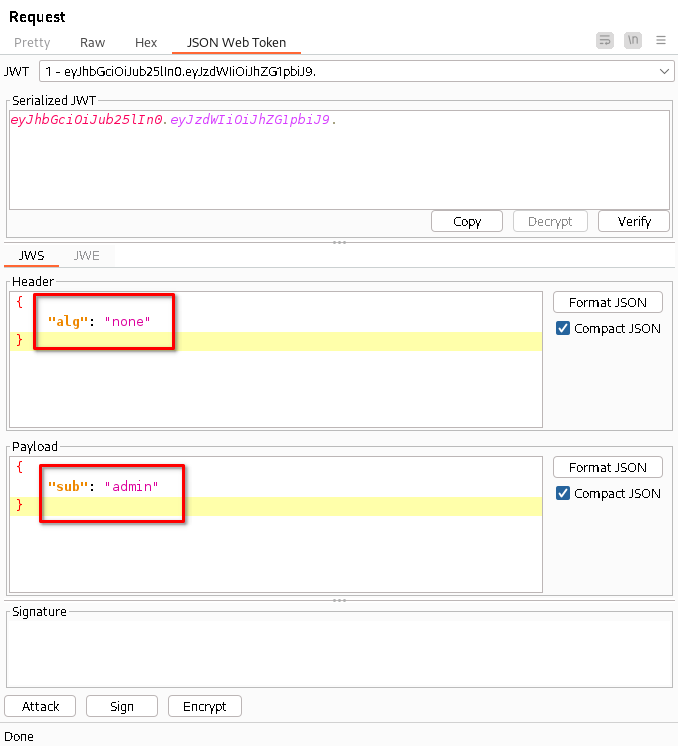 Request
Pretty Raw Hex JSON Web Token \n
JWT 1 - eyJhbGciOiJub25lIn0.eyJzdWIiOiJhZG1pbiJ9.
Serialized JWT
eyJhbGciOiJub25lIn0.eyJzdWIiOiJhZG1pbiJ9.
Copy Decrypt Verify
JWS JWE
Header
{
"alg": "none"
}
Format JSON
Compact JSON
Payload
{
"sub": "admin"
}
Format JSON
Compact JSON
Signature
Attack Sign Encrypt
Done